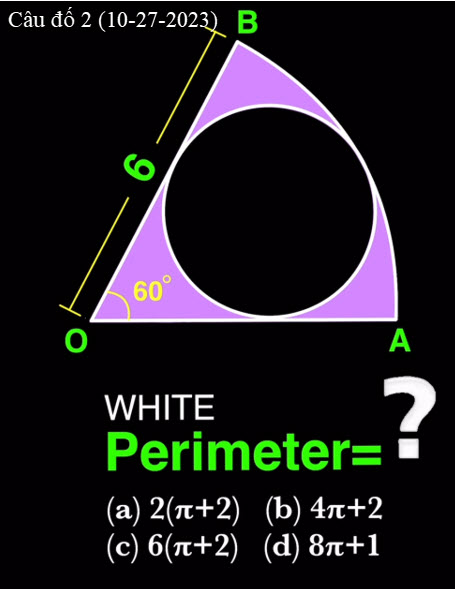 Câu đố 2 (10-27-2023)
B
6
60°
O
A
WHITE
Perimeter= ?
(a) 2(π+2) (b) 4π+2
(c) 6(π+2) (d) 8π+1